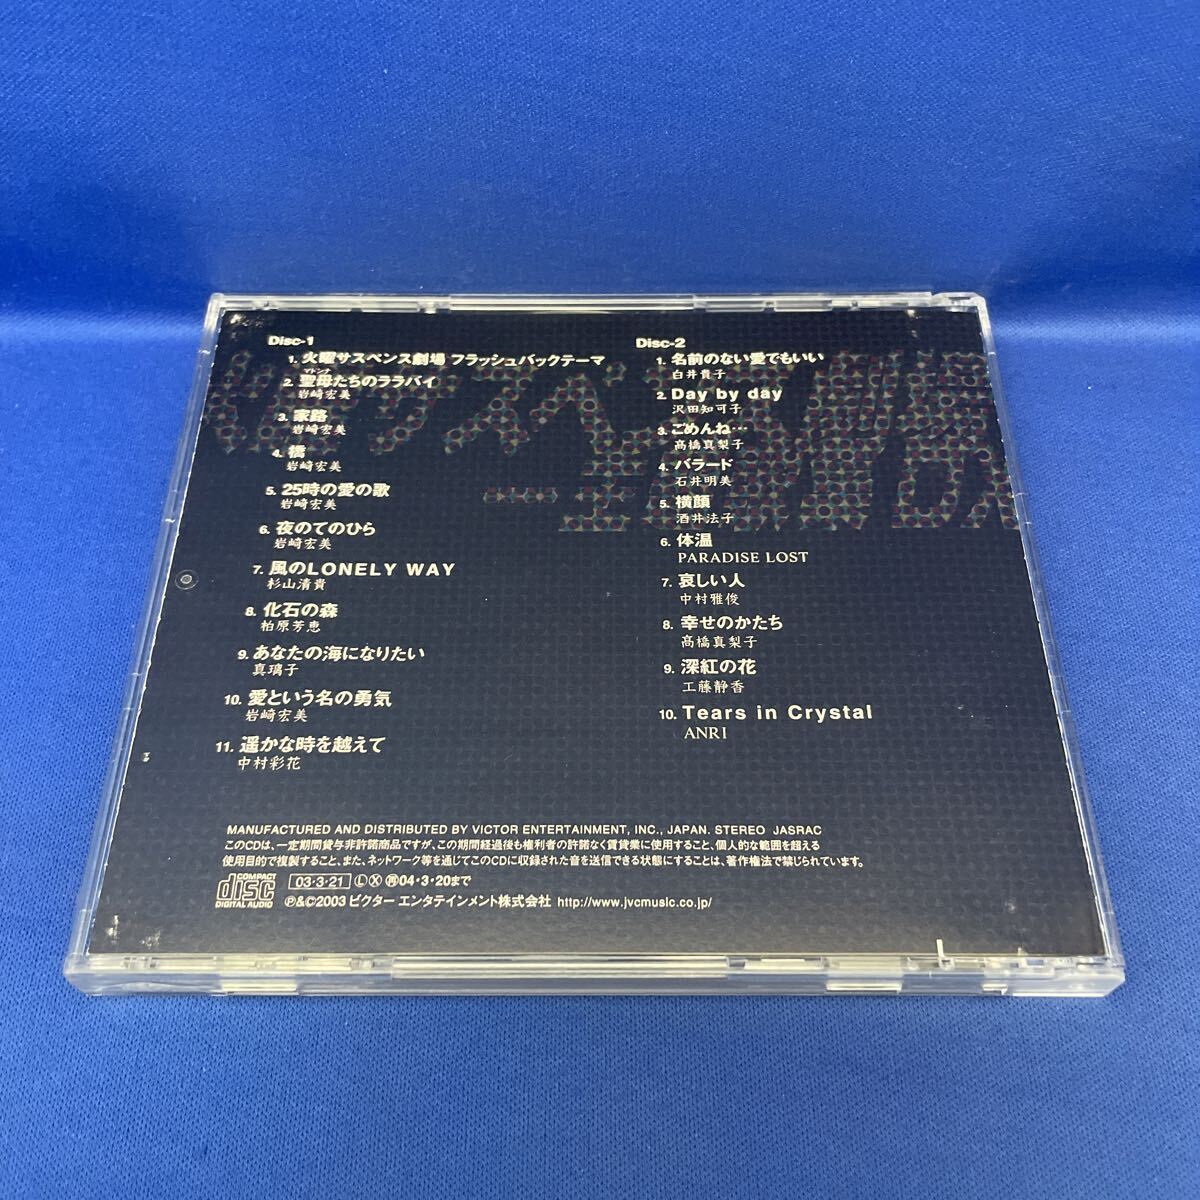 Disc-1
1. 火曜サスペンス劇場 フラッシュバックテーマ
マドンナ
2. 聖母たちのララバイ
岩崎宏美
3. 家路
岩崎宏美
4. 橋
岩崎宏美
5. 25時の愛の歌
岩崎宏美
6. 夜のてのひら
岩崎宏美
7. 風のLONELY WAY
杉山清貴
8. 化石の森
柏原芳恵
9. あなたの海になりたい
真璃子
10. 愛という名の勇気
岩崎宏美
11. 遥かな時を越えて
中村彩花
Disc-2
1. 名前のない愛でもいい
白井貴子
2. Day by day
沢田知可子
3. ごめんね…
髙橋真梨子
4. バラード
石井明美
5. 横顔
酒井法子
6. 体温
PARADISE LOST
7. 哀しい人
中村雅俊
8. 幸せのかたち
髙橋真梨子
9. 深紅の花
工藤静香
10. Tears in Crystal
ANRI
MANUFACTURED AND DISTRIBUTED BY VICTOR ENTERTAINMENT, INC., JAPAN. STEREO JASRAC
このCDは、一定期間貸与非許諾商品ですが、この期間経過後も権利者の許諾なく賃貸業に使用すること、個人的な範囲を超える
使用目的で複製すること、また、ネットワーク等を通じてこのCDに収録された音を送信できる状態にすることは、著作権法で禁じられています。
COMPACT disc DIGITAL AUDIO
03・3・21 Ⓛ Ⓧ ㊡04・3・20まで
Ⓟ&©2003 ビクター エンタテインメント株式会社 http://www.jvcmusic.co.jp/